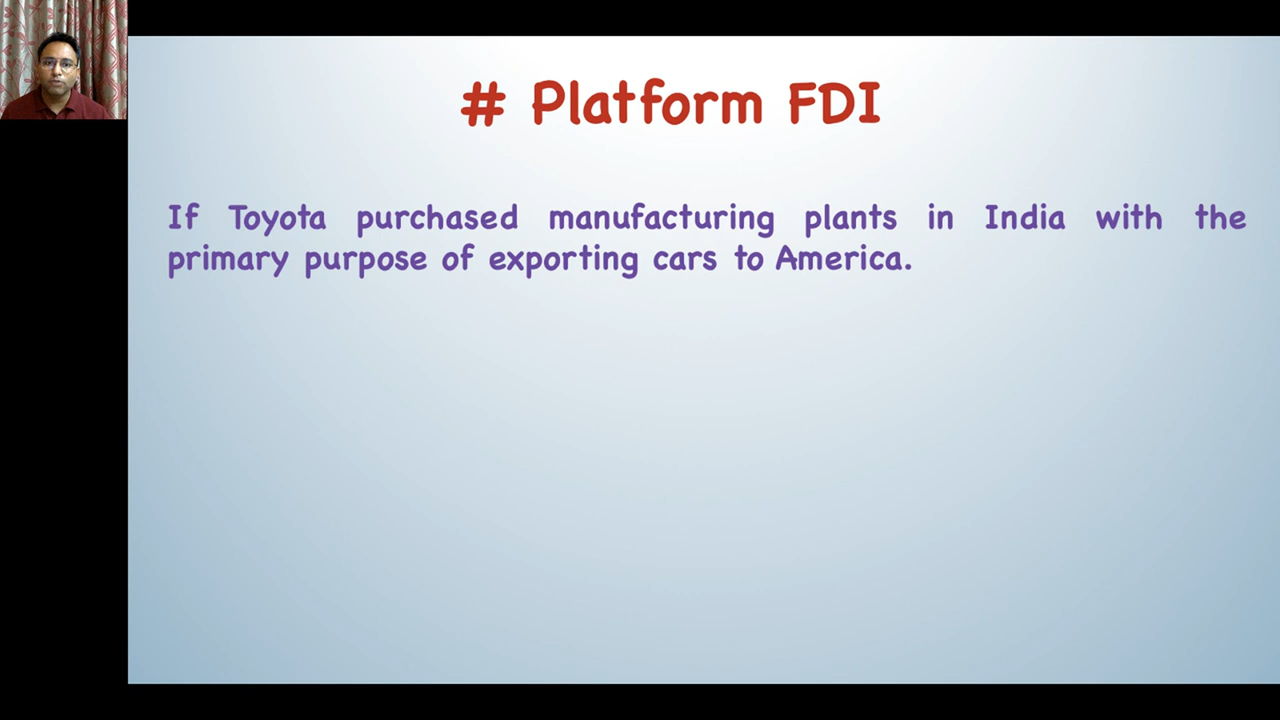 # Platform FDI
If Toyota purchased manufacturing plants in India with the
primary purpose of exporting cars to America.